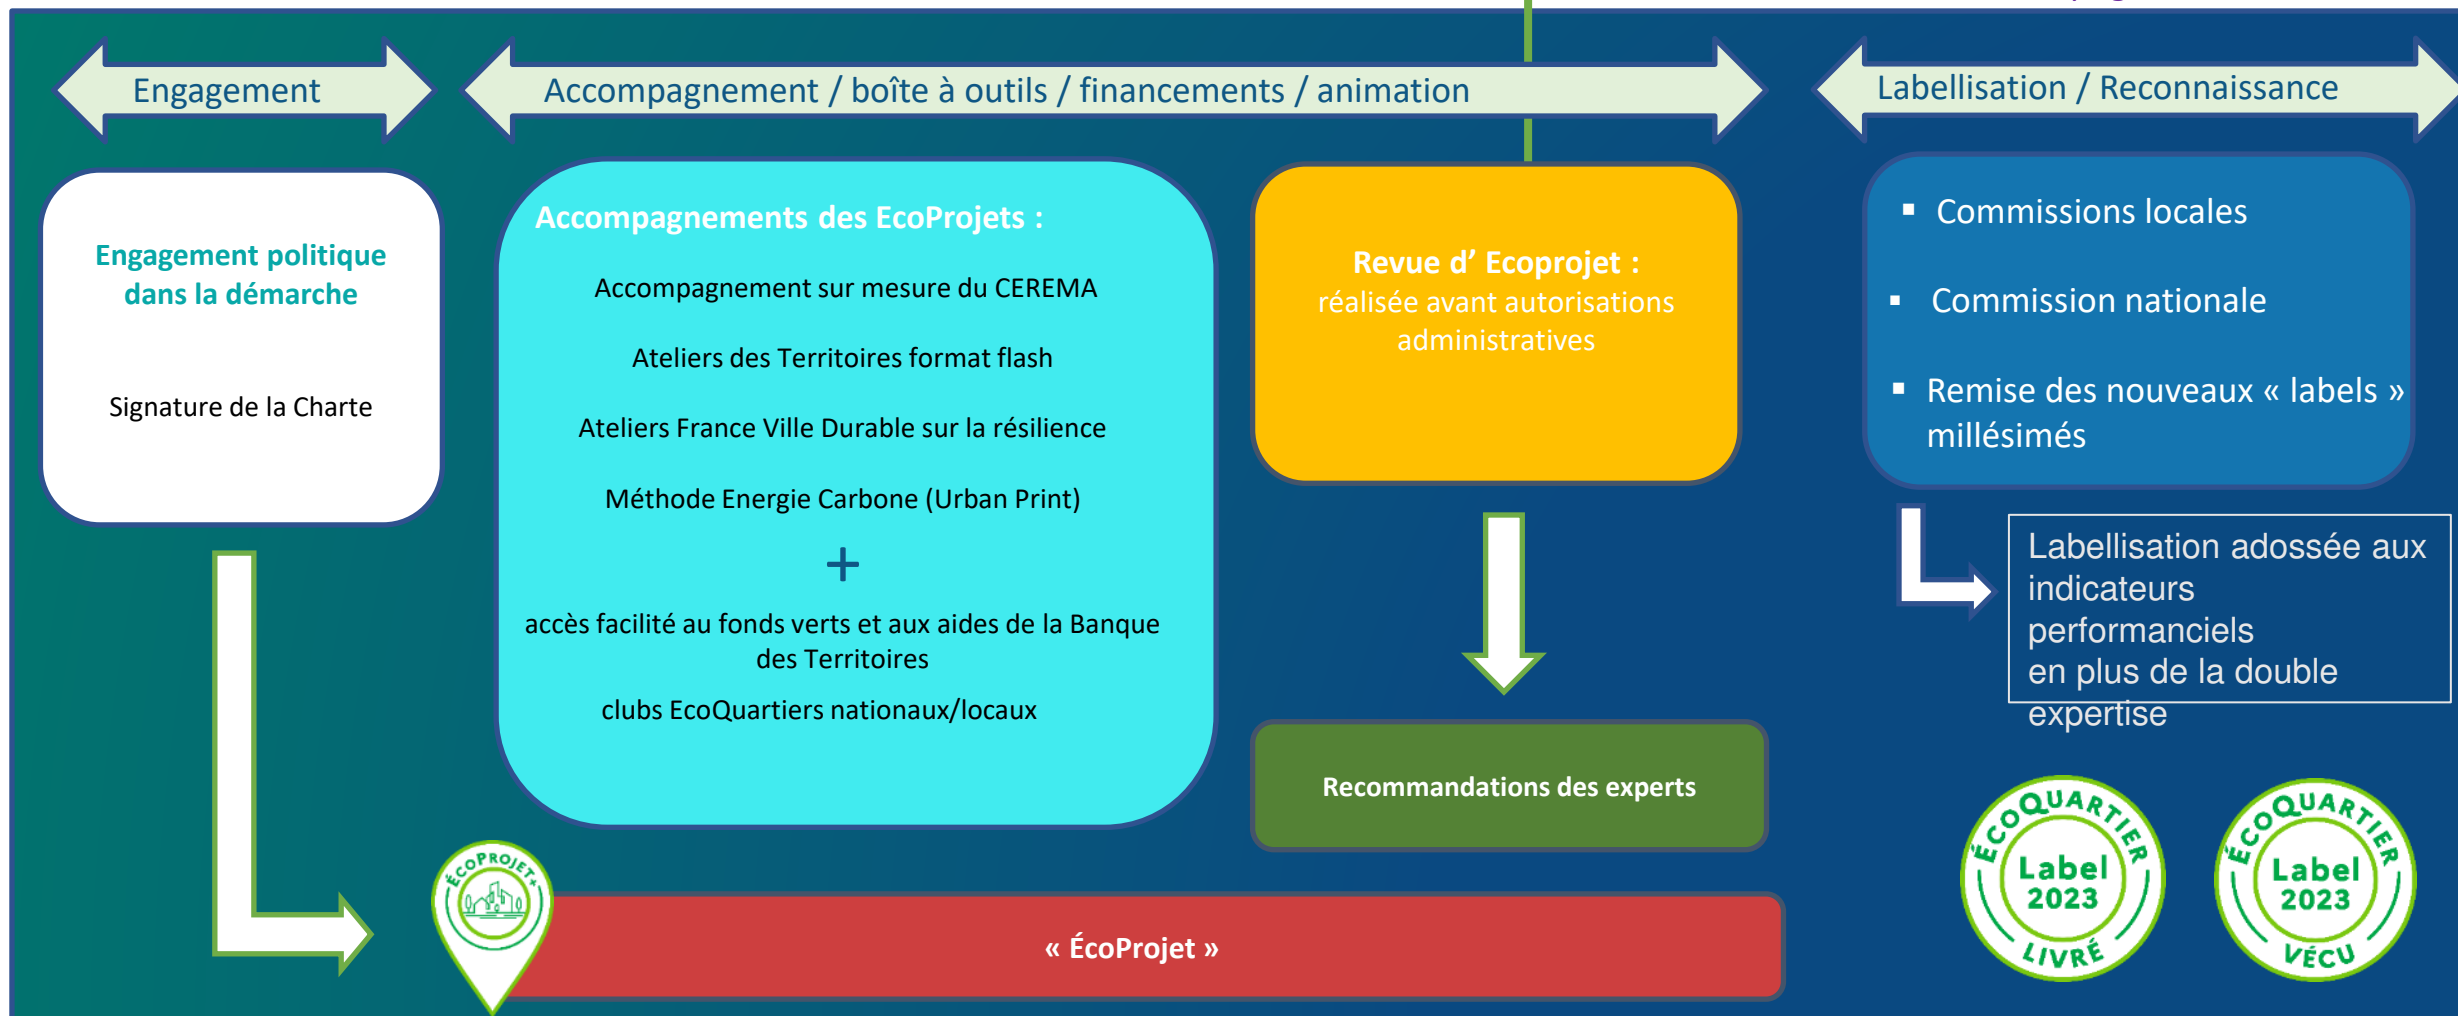 Engagement
Accompagnement / boîte à outils / financements / animation
Labellisation / Reconnaissance
Engagement politique
dans la démarche
Signature de la Charte
Accompagnements des EcoProjets :
Accompagnement sur mesure du CEREMA
Ateliers des Territoires format flash
Ateliers France Ville Durable sur la résilience
Méthode Energie Carbone (Urban Print)
+
accès facilité au fonds verts et aux aides de la Banque
des Territoires
clubs EcoQuartiers nationaux/locaux
Revue d’ Ecoprojet :
réalisée avant autorisations
administratives
Recommandations des experts
▪ Commissions locales
▪ Commission nationale
▪ Remise des nouveaux « labels »
millésimés
Labellisation adossée aux
indicateurs
performanciels
en plus de la double
expertise
ÉCOPROJET+
« ÉcoProjet »
ÉCOQUARTIER
Label
2023
LIVRÉ
ÉCOQUARTIER
Label
2023
VÉCU